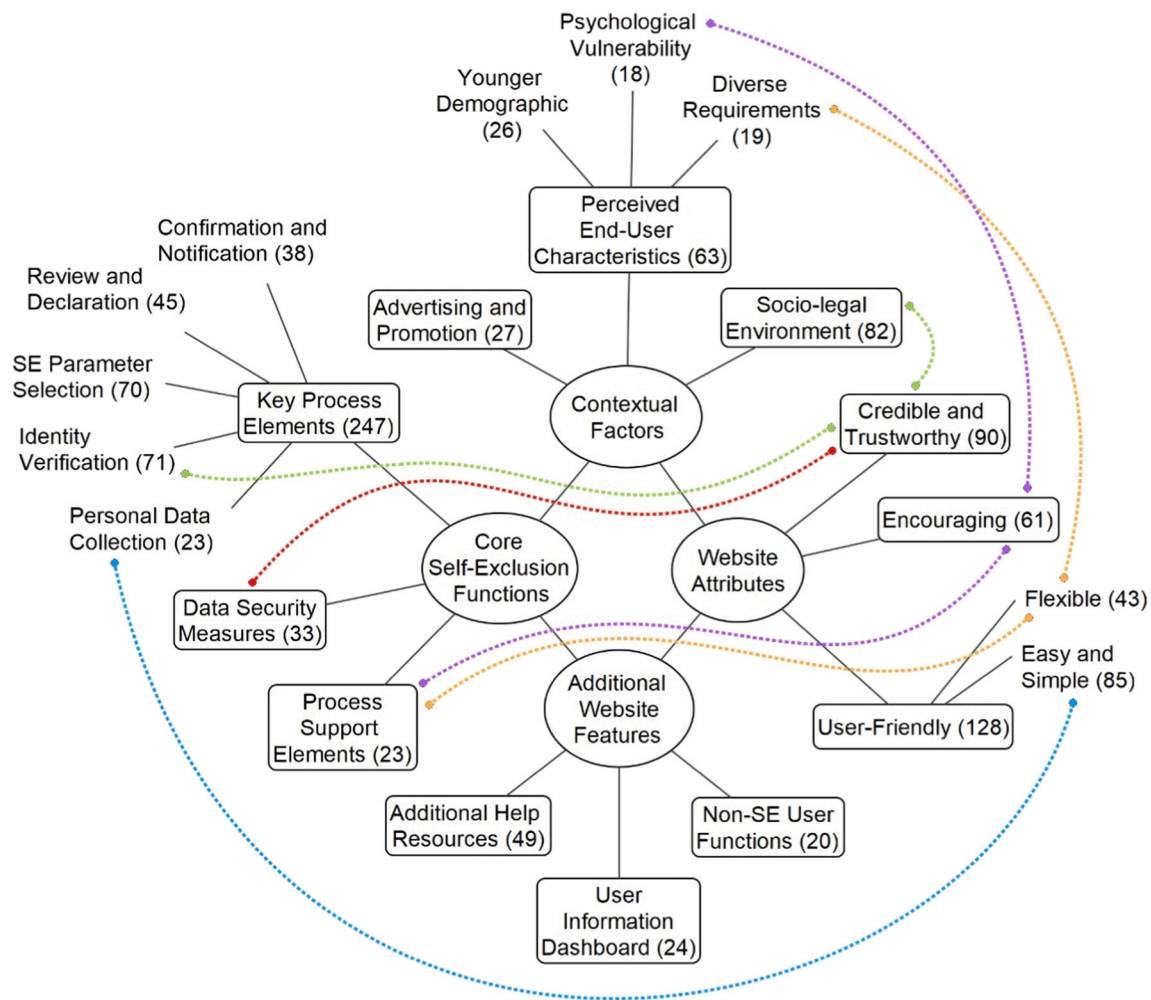 Psychological
Vulnerability
(18)
Younger
Demographic
(26)
Diverse
Requirements
(19)
Perceived
End-User
Characteristics (63)
Confirmation and
Notification (38)
Review and
Declaration (45)
Advertising and
Promotion (27)
Socio-legal
Environment (82)
SE Parameter
Selection (70)
Key Process
Elements (247)
Contextual
Factors
Credible and
Trustworthy (90)
Identity
Verification (71)
Personal Data
Collection (23)
Encouraging (61)
Core
Self-Exclusion
Functions
Website
Attributes
Data Security
Measures (33)
Flexible (43)
Easy and
Simple (85)
Process
Support
Elements (23)
Additional
Website
Features
User-Friendly (128)
Additional Help
Resources (49)
Non-SE User
Functions (20)
User
Information
Dashboard (24)